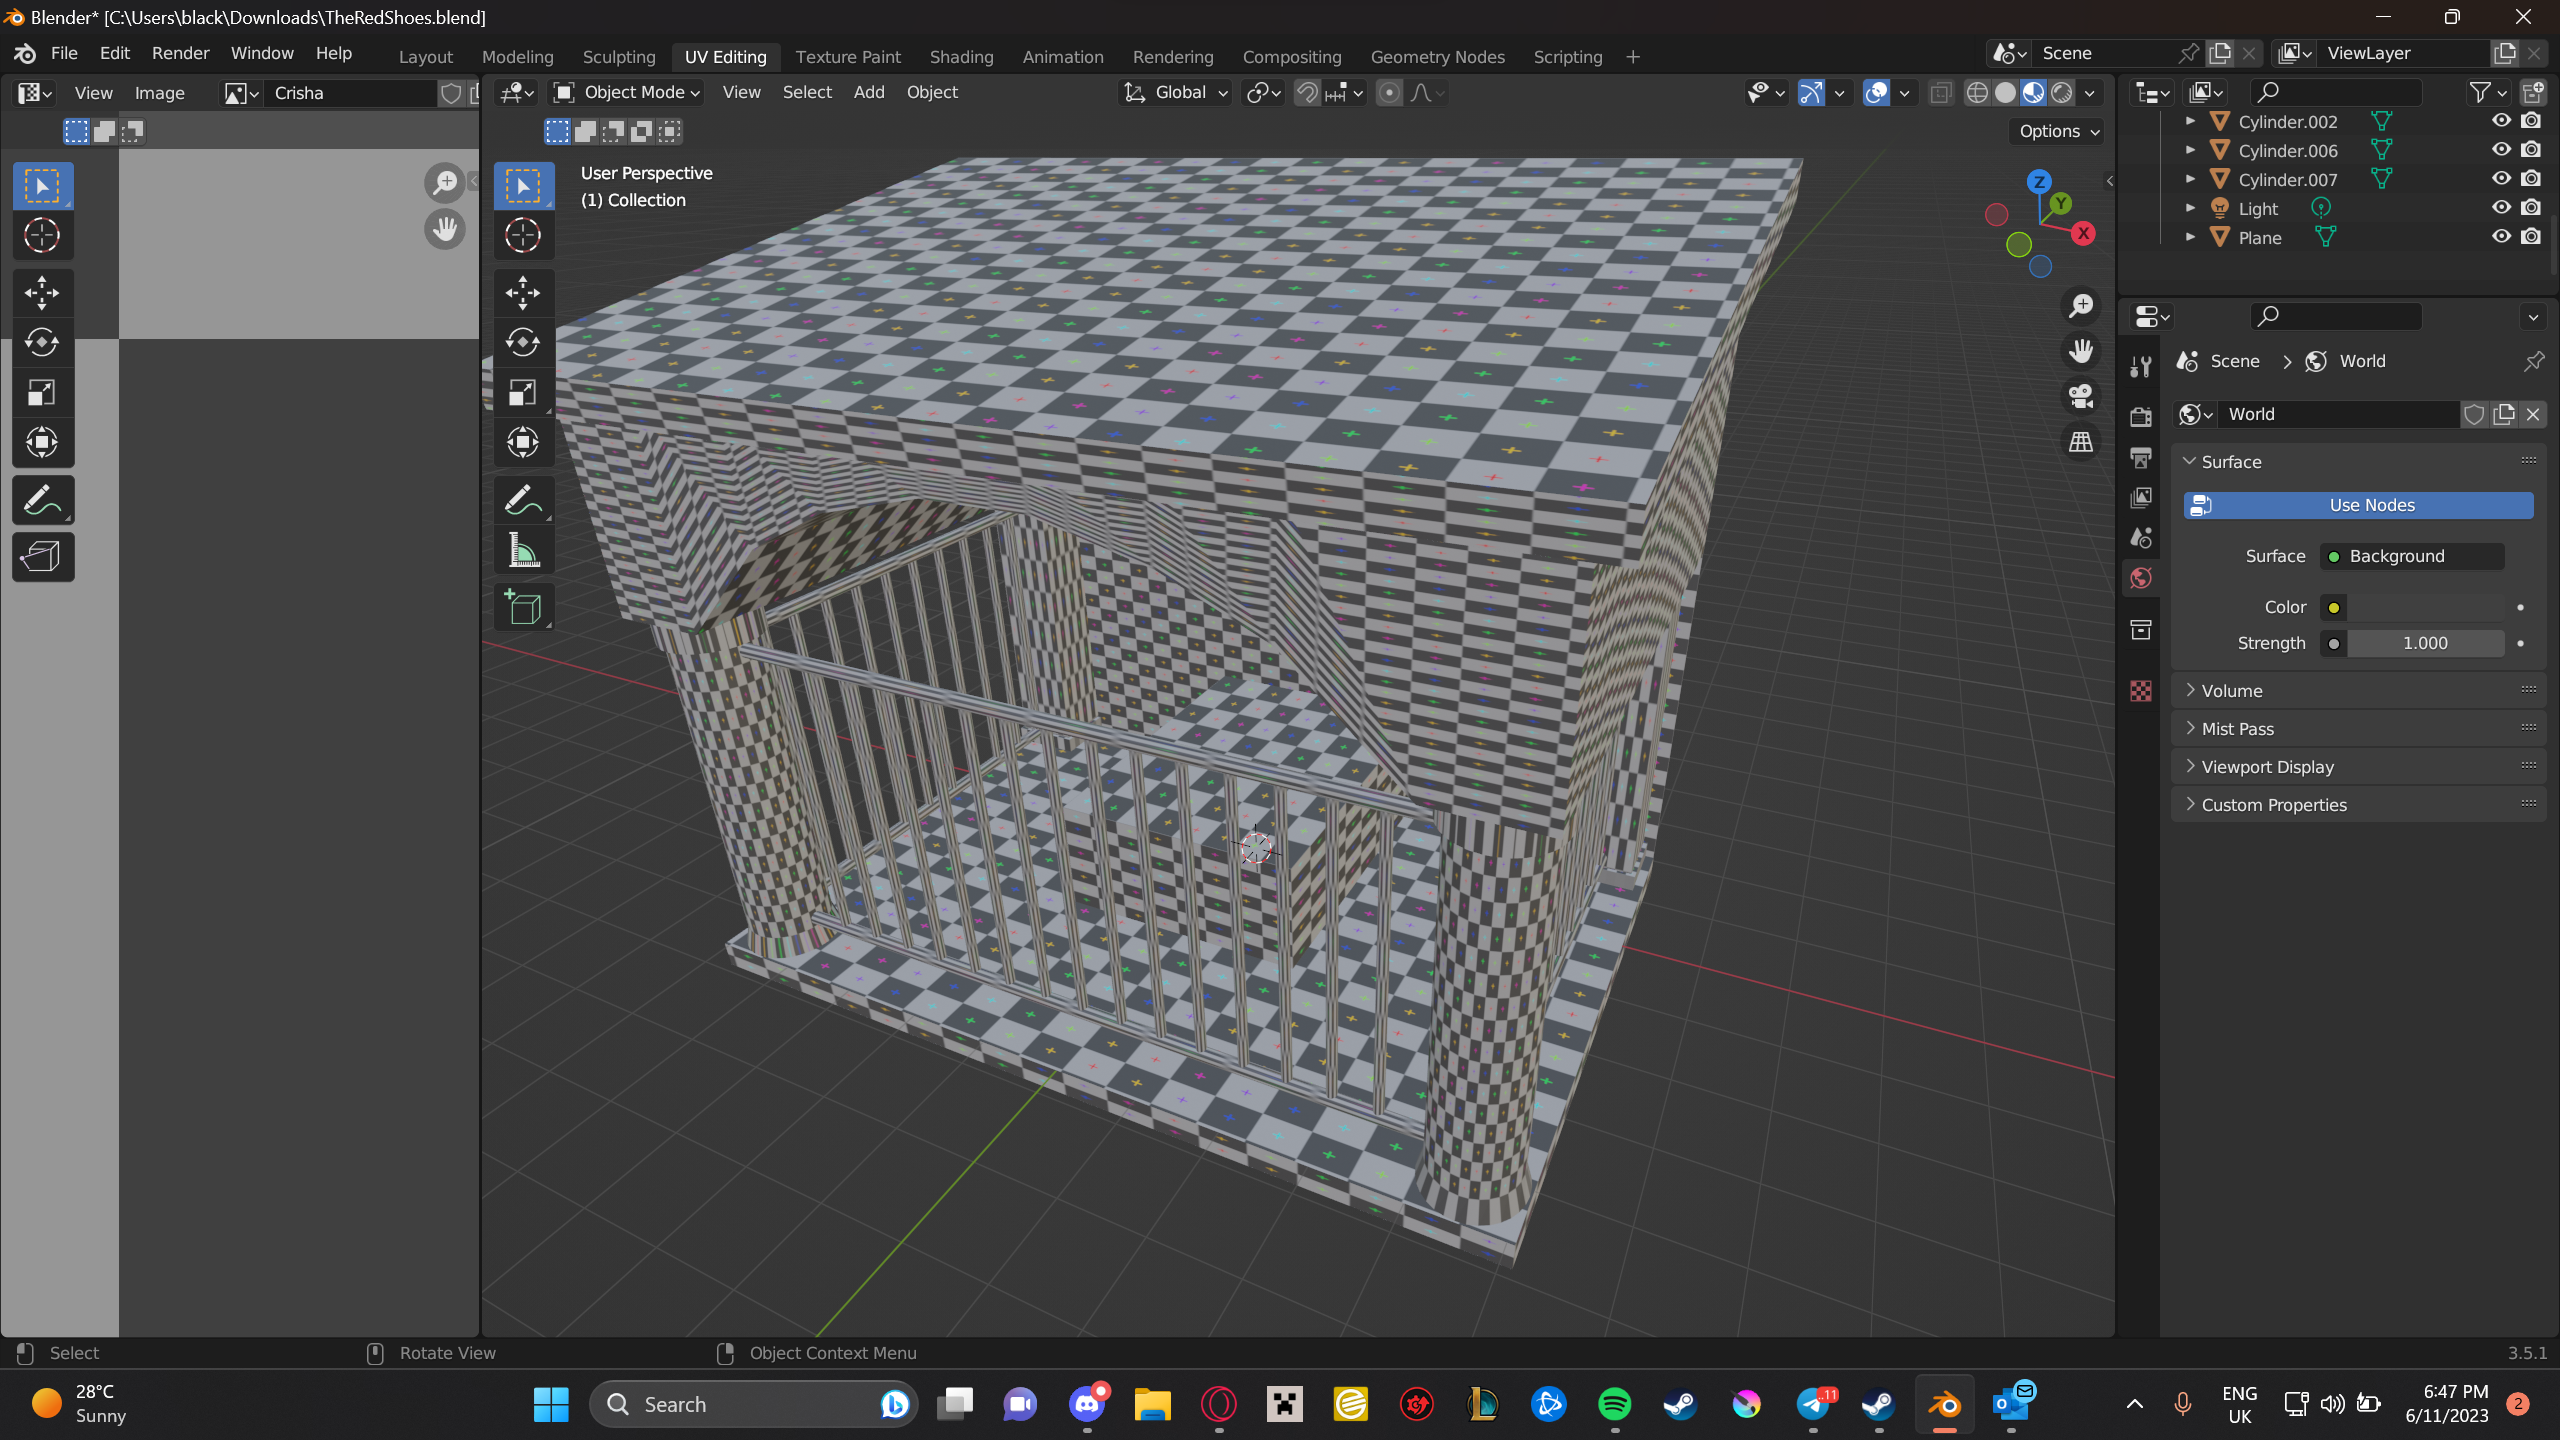 Blender* [C:\Users\black\Downloads\TheRedShoes.blend]
File Edit Render Window Help Layout Modeling Sculpting UV Editing Texture Paint Shading Animation Rendering Compositing Geometry Nodes Scripting + Scene ViewLayer
View Image Crisha Object Mode View Select Add Object Global
Options
User Perspective
(1) Collection
Z
Y
X
Cylinder.002
Cylinder.006
Cylinder.007
Light
Plane
Scene > World
World
Surface
Use Nodes
Surface Background
Color
Strength 1.000
Volume
Mist Pass
Viewport Display
Custom Properties
Select Rotate View Object Context Menu 3.5.1
28°C
Sunny
Search
..11
ENG
UK
6:47 PM
6/11/2023
2